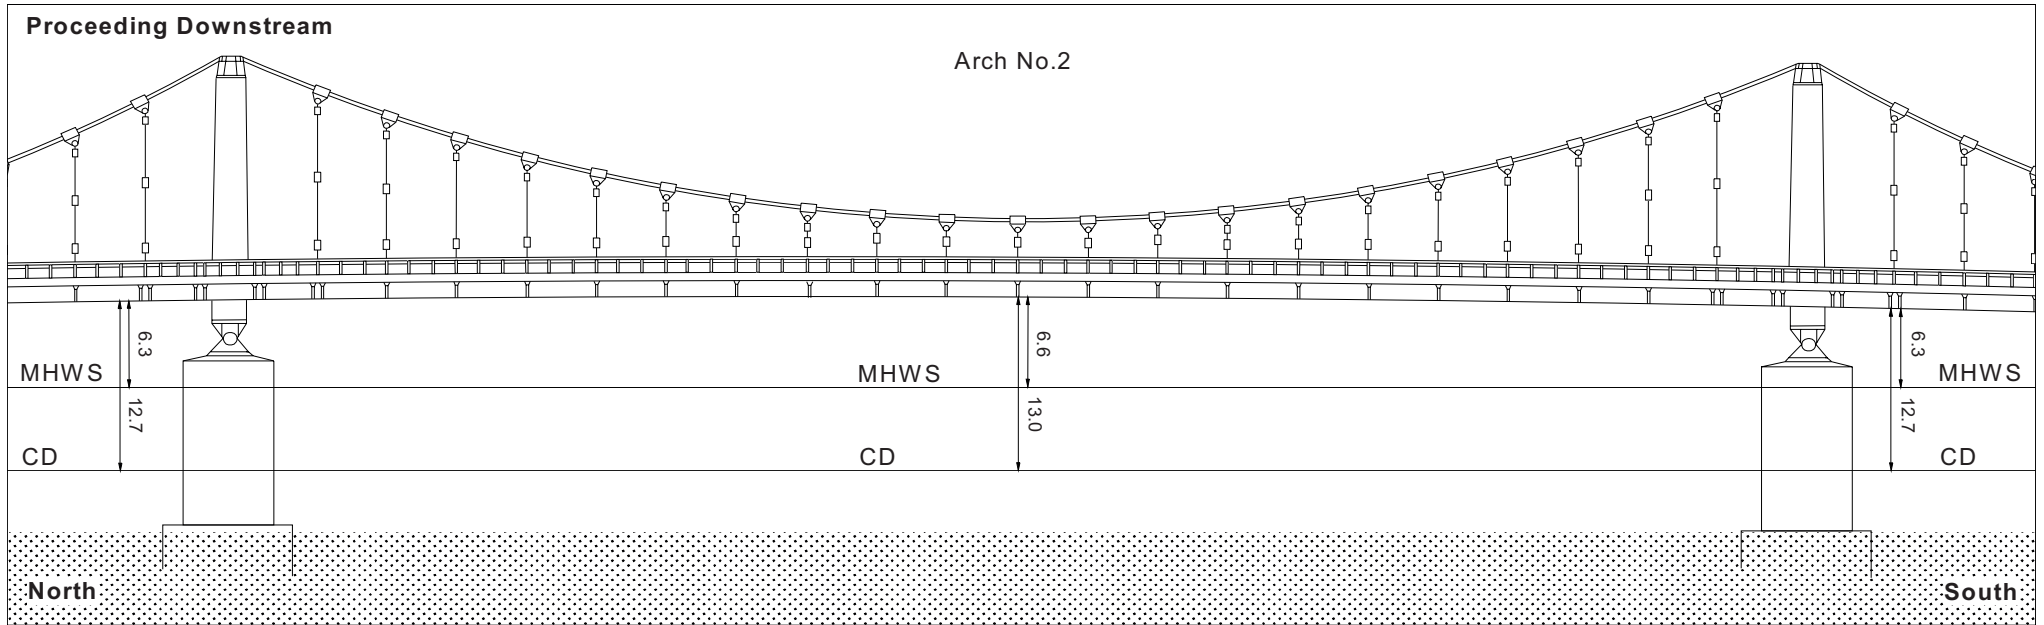 Proceeding Downstream
Arch No.2
6.3
6.6
6.3
MHWS
MHWS
MHWS
12.7
13.0
12.7
CD
CD
CD
North
South